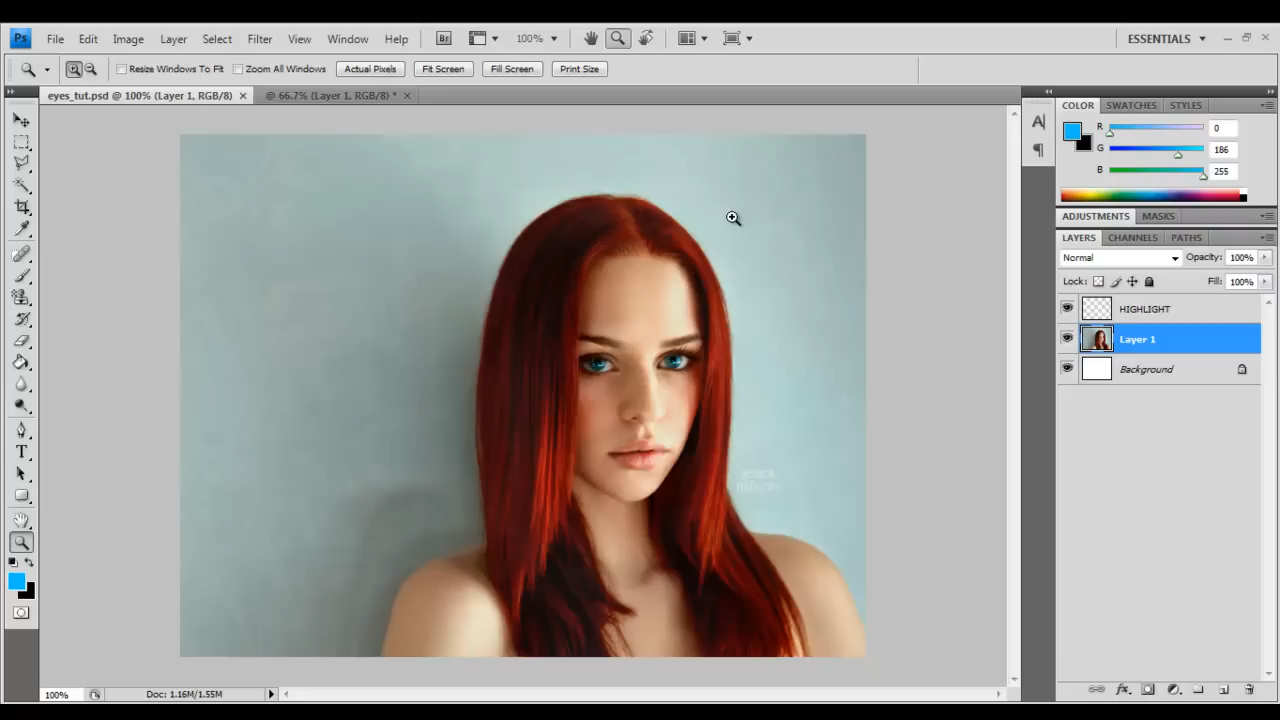 Ps File Edit Image Layer Select Filter View Window Help Br 100% ESSENTIALS
Resize Windows To Fit Zoom All Windows Actual Pixels Fit Screen Fill Screen Print Size
eyes_tut.psd @ 100% (Layer 1, RGB/8) × @ 66.7% (Layer 1, RGB/8) * ×
COLOR SWATCHES STYLES
R 0
G 186
B 255
ADJUSTMENTS MASKS
LAYERS CHANNELS PATHS
Normal Opacity: 100%
Lock: Fill: 100%
HIGHLIGHT
Layer 1
Background
100% Doc: 1.16M/1.55M